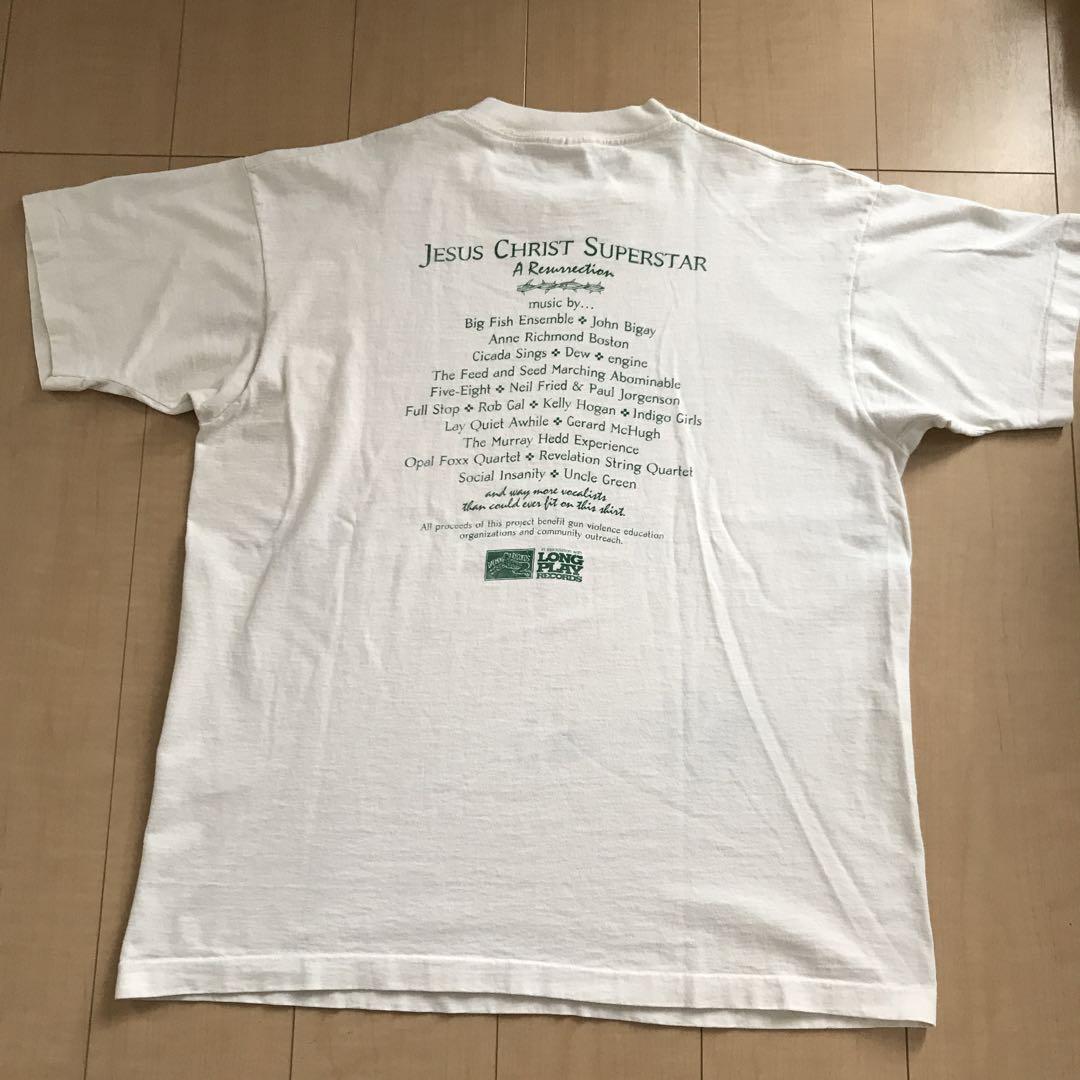 JESUS CHRIST SUPERSTAR
A Resurrection
music by...
Big Fish Ensemble ❖ John Bigay
Anne Richmond Boston
Cicada Sings ❖ Dew ❖ engine
The Feed and Seed Marching Abominable
Five-Eight ❖ Neil Fried & Paul Jørgenson
Full Stop ❖ Rob Gal ❖ Kelly Hogan ❖ Indigo Girls
Lay Quiet Awhile ❖ Gerard McHugh
The Murray Hedd Experience
Opal Foxx Quartet ❖ Revelation String Quartet
Social Insanity ❖ Uncle Green
and way more vocalists
than could ever fit on this shirt.
All proceeds of this project benefit gun violence education
organizations and community outreach.
in association with
LONG
PLAY
RECORDS